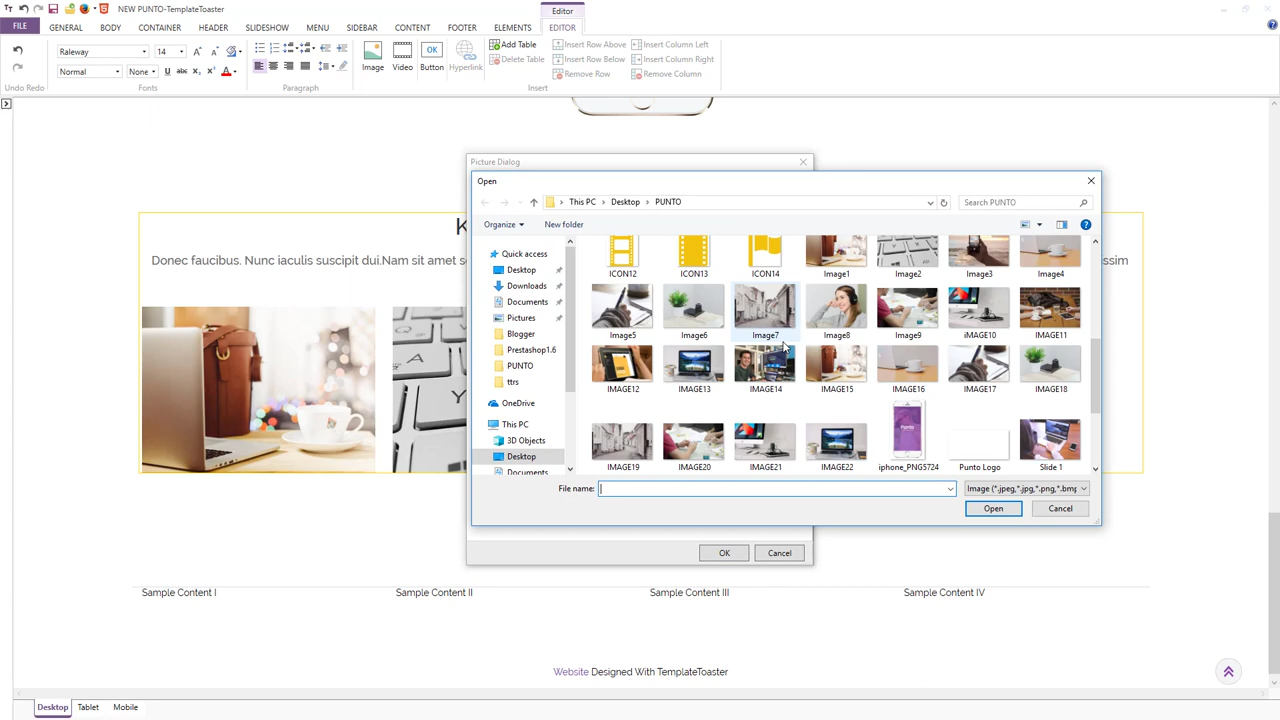 NEW PUNTO-TemplateToaster
Editor
FILE GENERAL BODY CONTAINER HEADER SLIDESHOW MENU SIDEBAR CONTENT FOOTER ELEMENTS EDITOR
Raleway 14
Normal None
Image Video OK Button Hyperlink
Add Table Insert Row Above Insert Column Left
Delete Table Insert Row Below Insert Column Right
Remove Row Remove Column
Undo Redo Fonts Paragraph Insert
Picture Dialog
Open
This PC Desktop PUNTO Search PUNTO
Organize New folder
K
Donec faucibus. Nunc iaculis suscipit dui.Nam sit amet s
issim
Quick access
Desktop
Downloads
Documents
Pictures
Blogger
Prestashop1.6
PUNTO
ttrs
OneDrive
This PC
3D Objects
Desktop
Documents
ICON12 ICON13 ICON14 Image1 Image2 Image3 Image4
Image5 Image6 Image7 Image8 Image9 iMAGE10 IMAGE11
IMAGE12 IMAGE13 IMAGE14 IMAGE15 IMAGE16 IMAGE17 IMAGE18
Punto
IMAGE19 IMAGE20 IMAGE21 IMAGE22 iphone_PNG5724 Punto Logo Slide 1
File name: Image (*.jpeg,*.jpg,*.png,*.bmp
Open Cancel
OK Cancel
Sample Content I Sample Content II Sample Content III Sample Content IV
Website Designed With TemplateToaster
Desktop Tablet Mobile